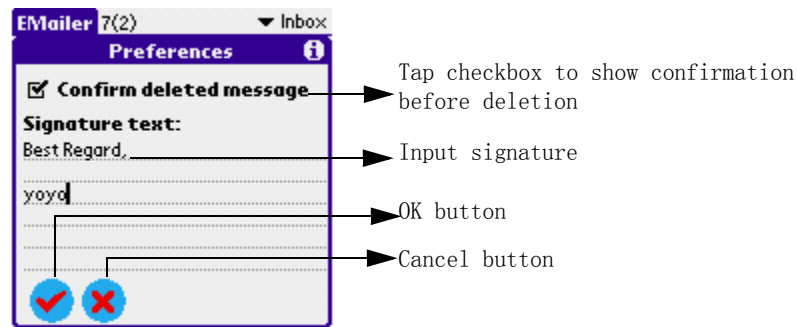 EMailer 7(2) Inbox
Preferences
Confirm deleted message
Tap checkbox to show confirmation
before deletion
Signature text:
Best Regard,
Input signature
yoyo
OK button
Cancel button